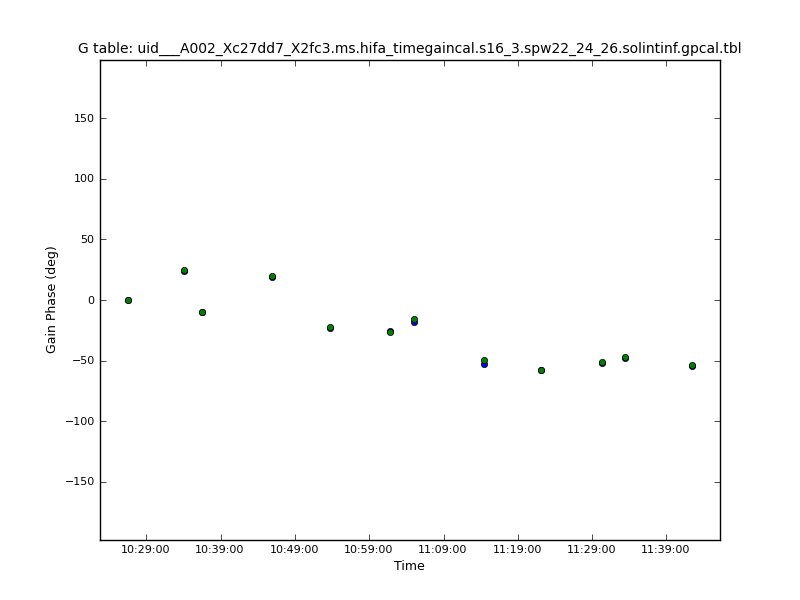 G table: uid___A002_Xc27dd7_X2fc3.ms.hifa_timegaincal.s16_3.spw22_24_26.solintinf.gpcal.tbl
150
100
50
0
−50
−100
−150
Gain Phase (deg)
10:29:00 10:39:00 10:49:00 10:59:00 11:09:00 11:19:00 11:29:00 11:39:00
Time